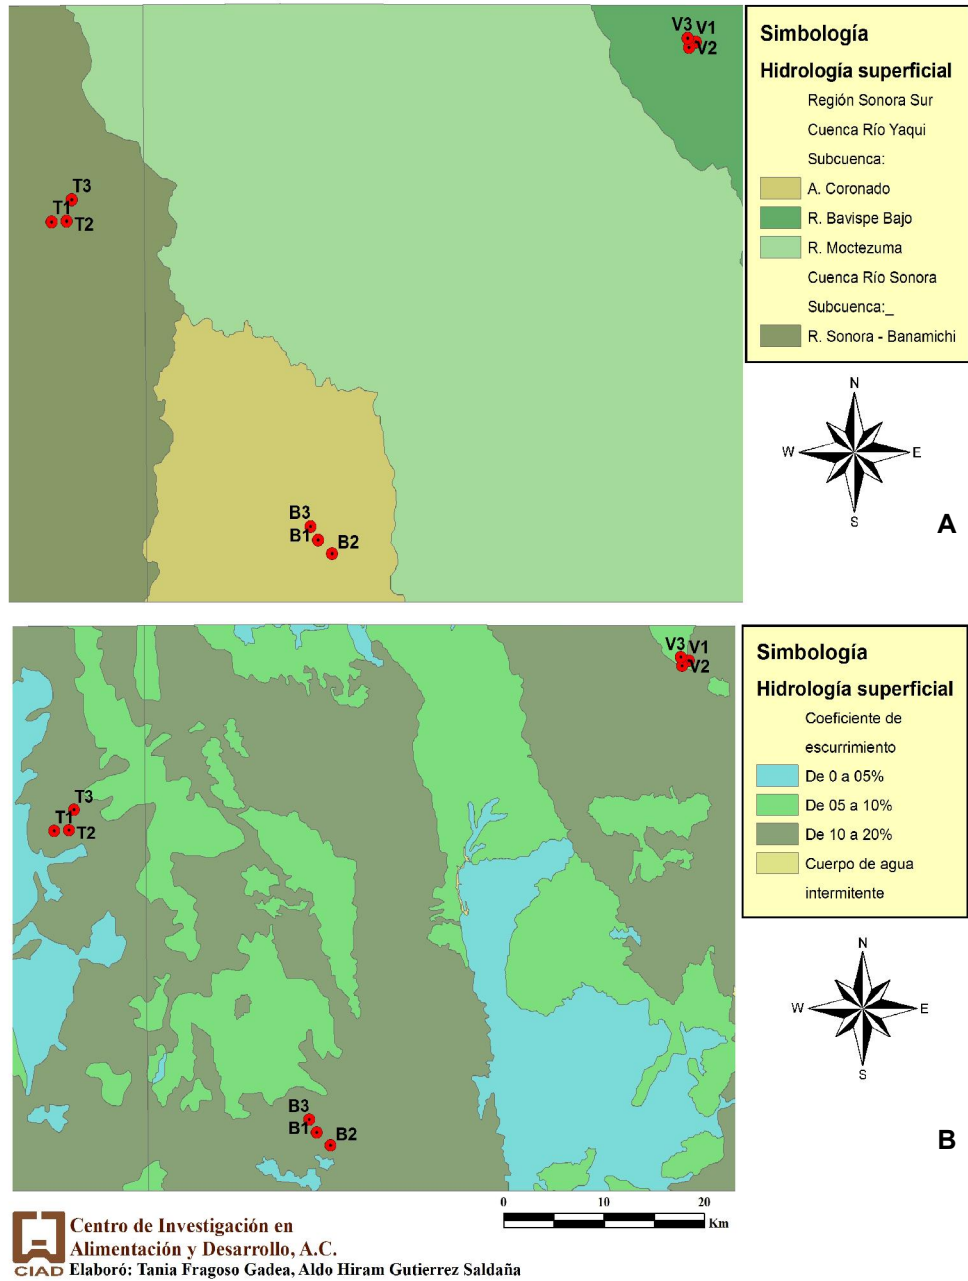 V3 V1
V2
T3
T1
T2
B3
B1 B2
Simbología
Hidrología superficial
Región Sonora Sur
Cuenca Río Yaqui
Subcuenca:
A. Coronado
R. Bavispe Bajo
R. Moctezuma
Cuenca Río Sonora
Subcuenca:_
R. Sonora - Banamichi
N
W E
S
A
V3 V1
V2
T3
T1
T2
B3
B1 B2
Simbología
Hidrología superficial
Coeficiente de
escurrimiento
De 0 a 05%
De 05 a 10%
De 10 a 20%
Cuerpo de agua
intermitente
N
W E
S
B
0 10 20
Km
Centro de Investigación en
Alimentación y Desarrollo, A.C.
CIAD Elaboró: Tania Fragoso Gadea, Aldo Hiram Gutierrez Saldaña